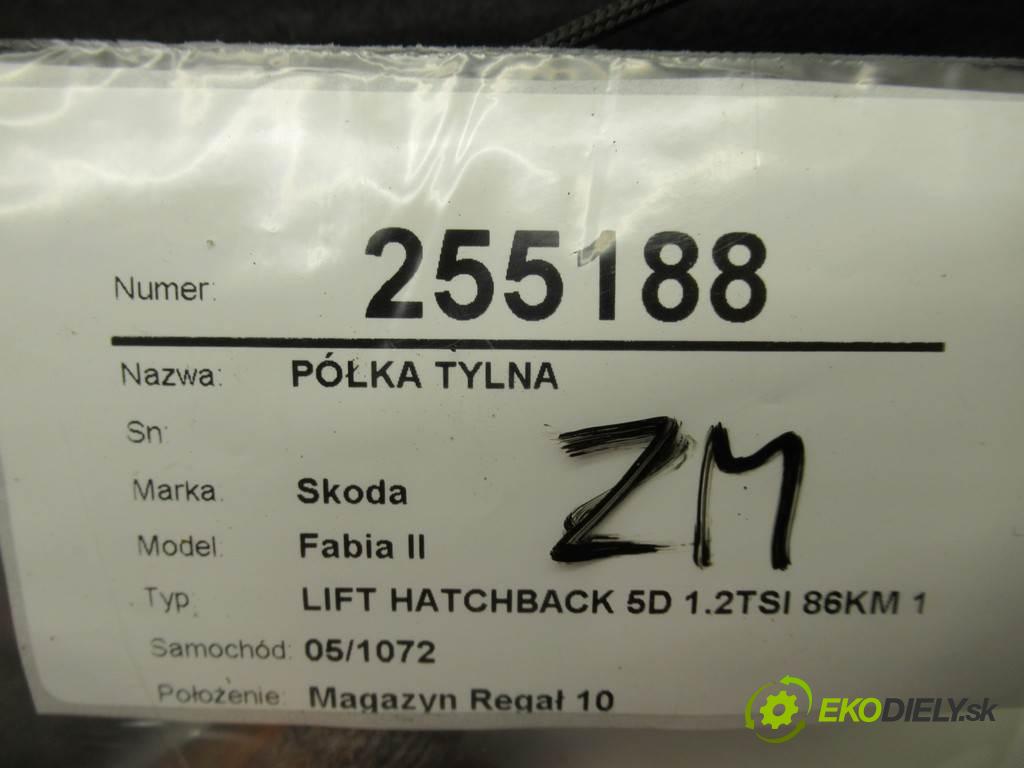 Numer: 255188
Nazwa: PÓŁKA TYLNA
Sn:
ZM
Marka: Skoda
Model: Fabia II
Typ LIFT HATCHBACK 5D 1.2TSI 86KM 1
Samochód: 05/1072
Położenie: Magazyn Regał 10
EKODIELY.sk